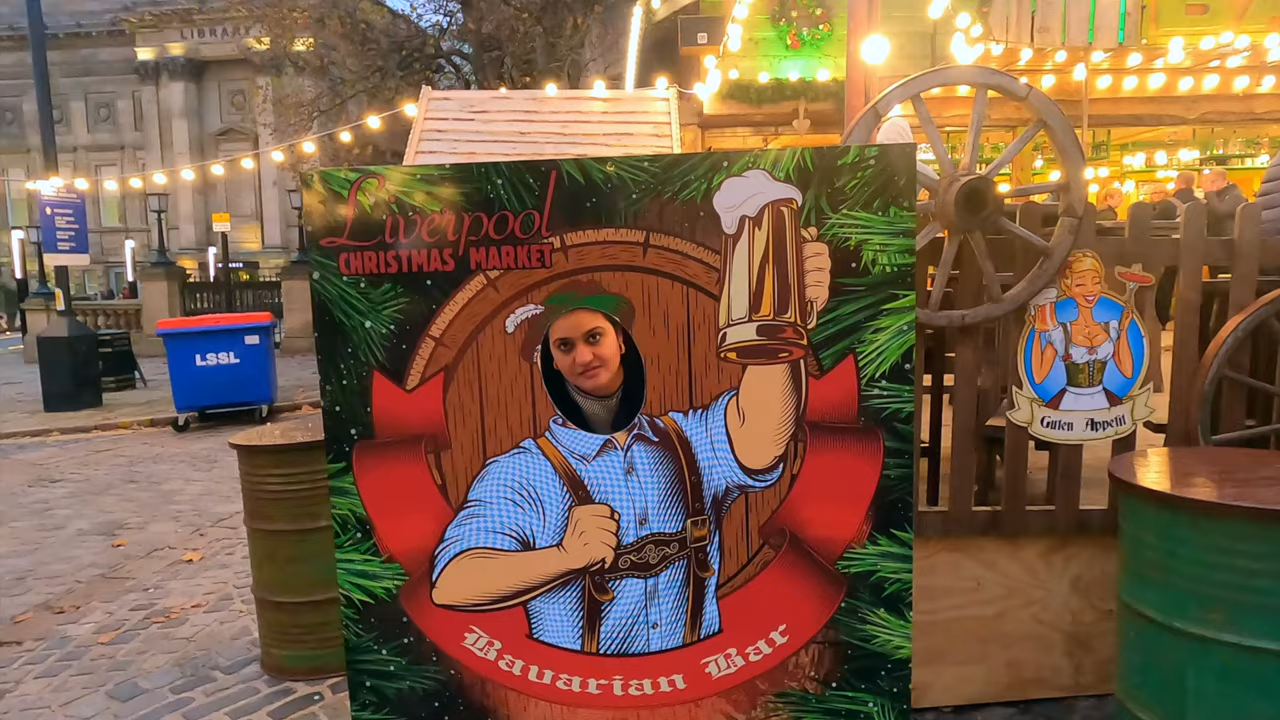 LIBRARY
Liverpool
CHRISTMAS MARKET
LSSL
Guten Appetit
Bavarian Bar